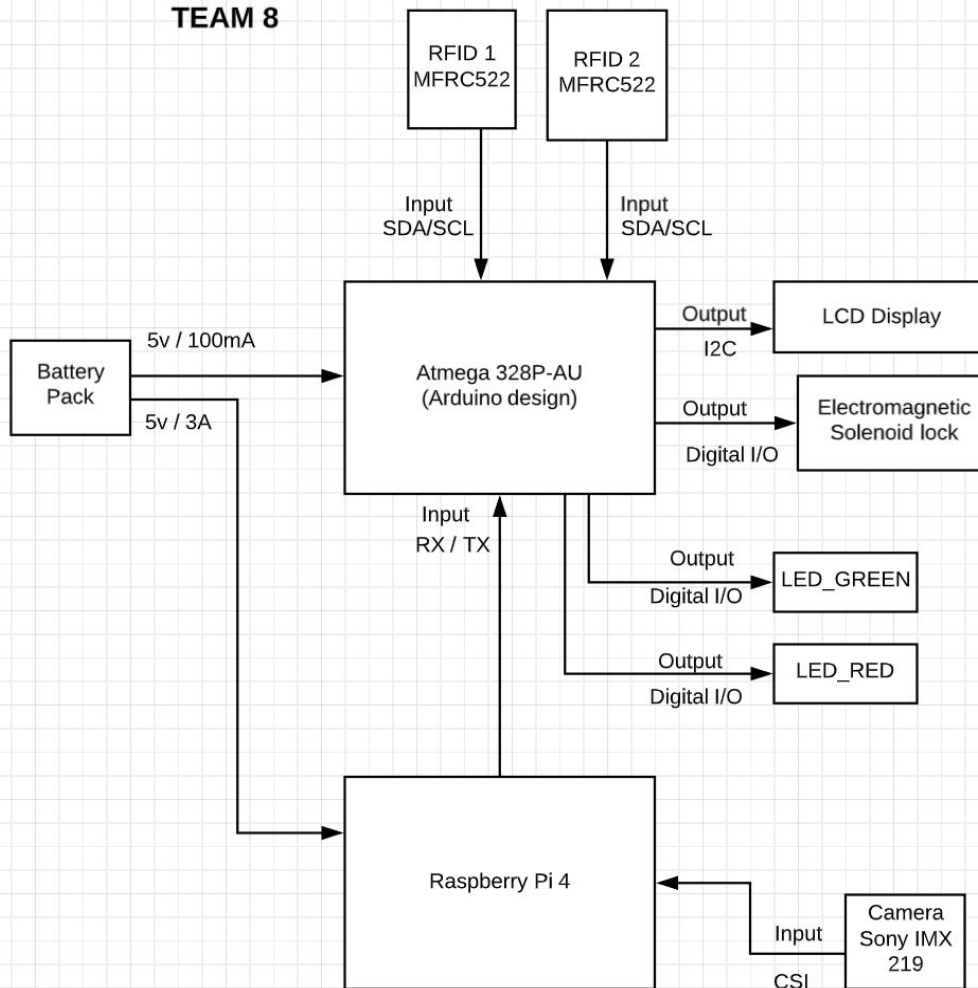 TEAM 8
RFID 1
MFRC522
RFID 2
MFRC522
Input
SDA/SCL
Input
SDA/SCL
5v / 100mA
Battery
Pack
5v / 3A
Atmega 328P-AU
(Arduino design)
Output
I2C
LCD Display
Output
Digital I/O
Electromagnetic
Solenoid lock
Input
RX / TX
Output
Digital I/O
LED_GREEN
Output
Digital I/O
LED_RED
Raspberry Pi 4
Input
CSI
Camera
Sony IMX
219